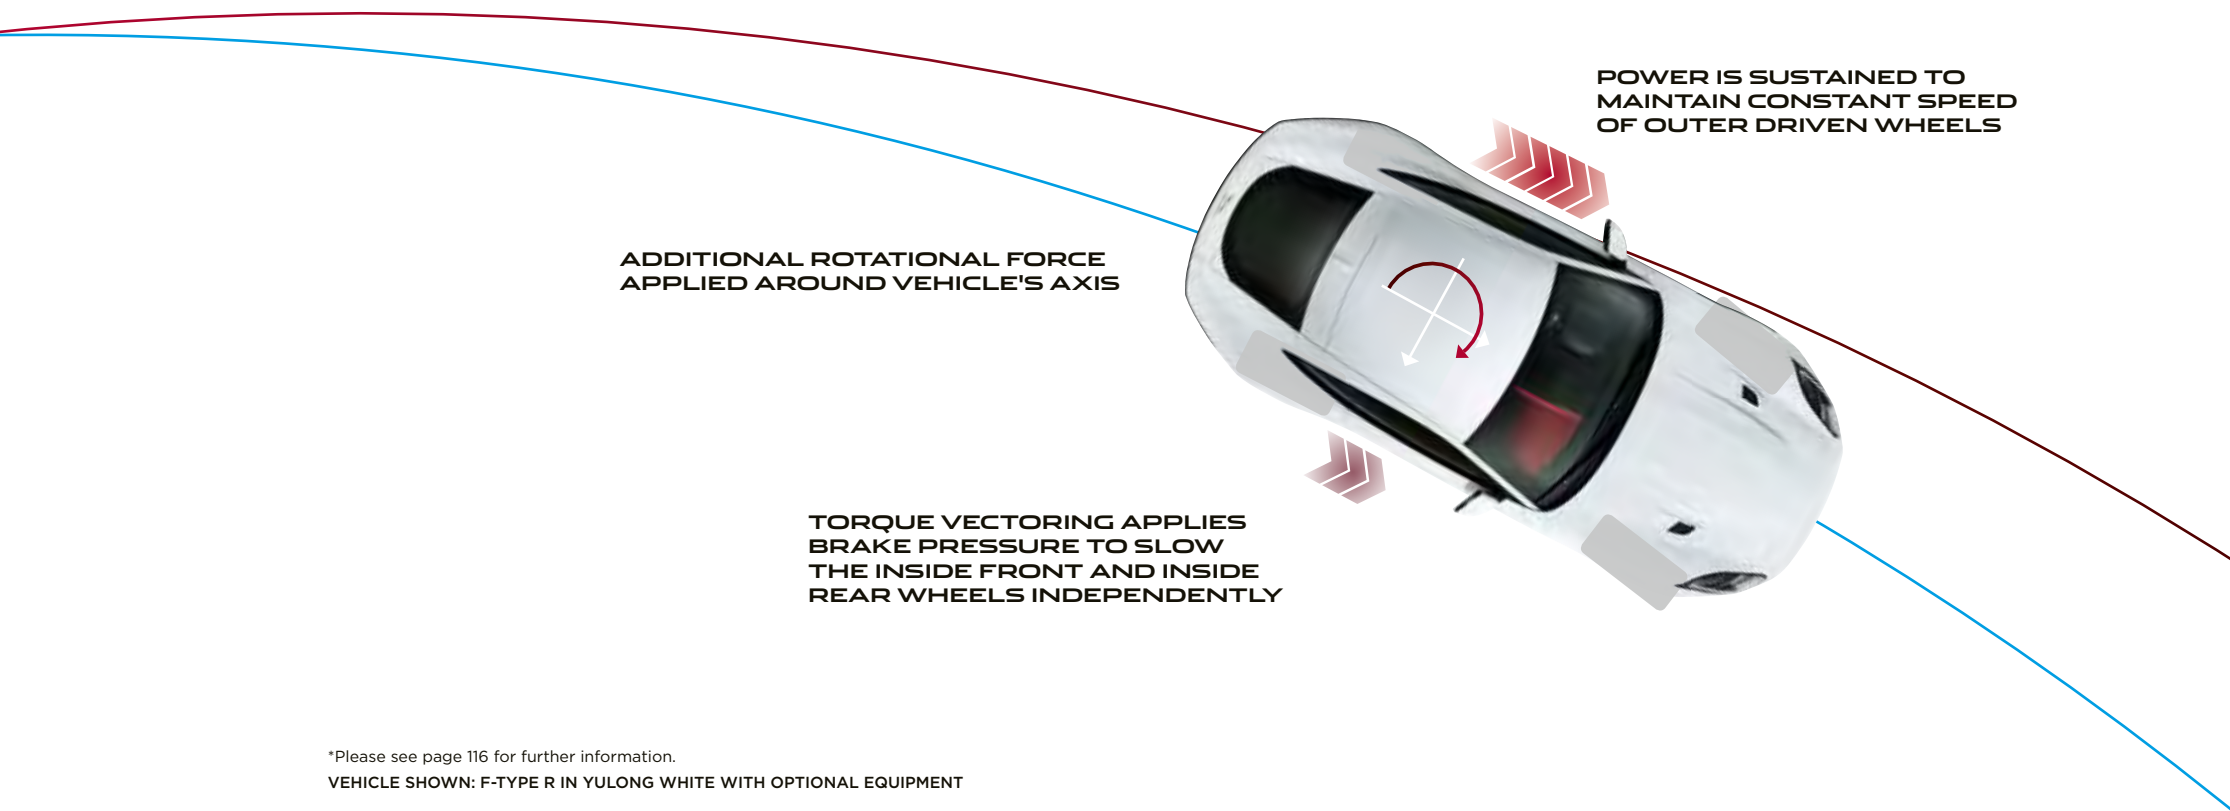 POWER IS SUSTAINED TO
MAINTAIN CONSTANT SPEED
OF OUTER DRIVEN WHEELS
ADDITIONAL ROTATIONAL FORCE
APPLIED AROUND VEHICLE'S AXIS
TORQUE VECTORING APPLIES
BRAKE PRESSURE TO SLOW
THE INSIDE FRONT AND INSIDE
REAR WHEELS INDEPENDENTLY
*Please see page 116 for further information.
VEHICLE SHOWN: F-TYPE R IN YULONG WHITE WITH OPTIONAL EQUIPMENT